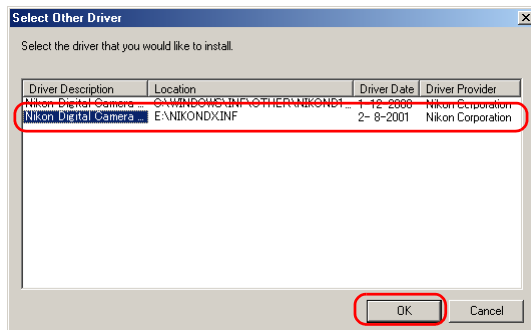 Select Other Driver
Select the driver that you would like to install.
Driver Description Location Driver Date Driver Provider
Nikon Digital Camera ... C:\WINDOWS\INF\OTHER\NIKOND1... 1-12-2000 Nikon Corporation
Nikon Digital Camera ... E:\NIKONDX.INF 2- 8-2001 Nikon Corporation
OK Cancel